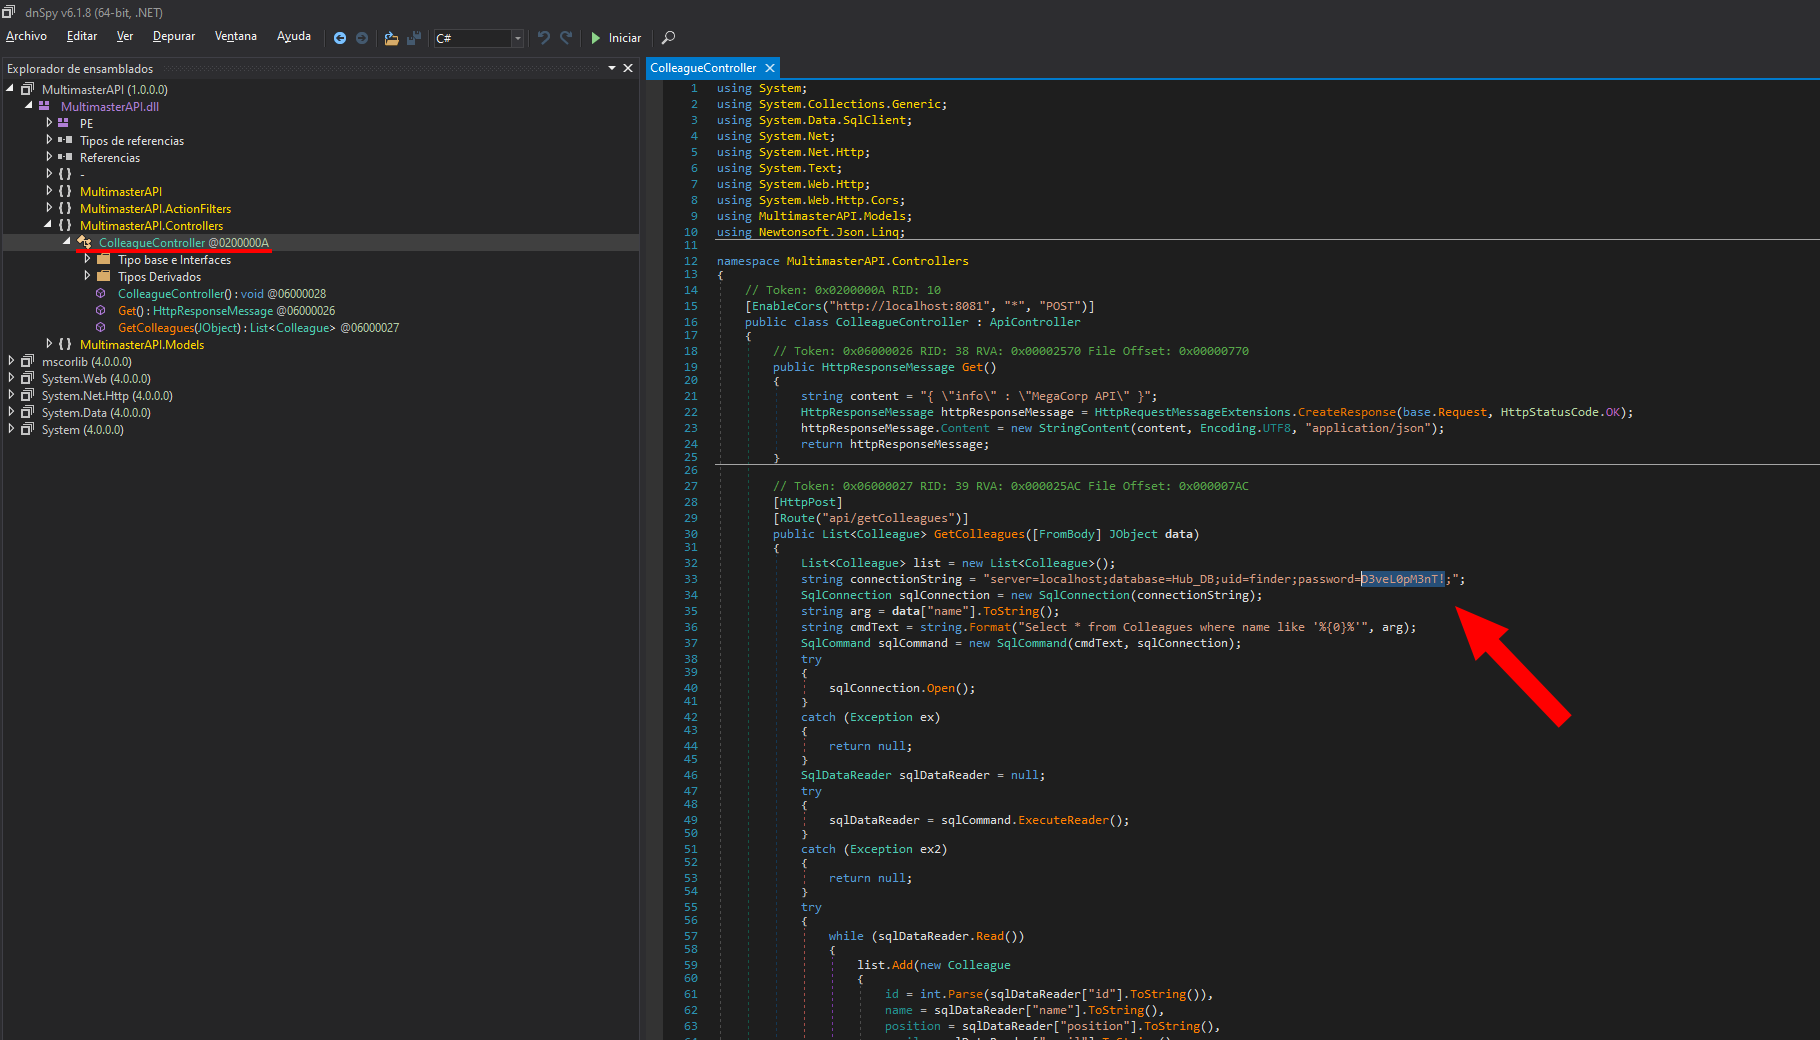 dnSpy v6.1.8 (64-bit, .NET)
Archivo Editar Ver Depurar Ventana Ayuda C# Iniciar
Explorador de ensamblados
MultimasterAPI (1.0.0.0)
MultimasterAPI.dll
PE
Tipos de referencias
Referencias
{ } -
{ } MultimasterAPI
{ } MultimasterAPI.ActionFilters
{ } MultimasterAPI.Controllers
ColleagueController @0200000A
Tipo base e Interfaces
Tipos Derivados
ColleagueController() : void @06000028
Get() : HttpResponseMessage @06000026
GetColleagues(JObject) : List<Colleague> @06000027
{ } MultimasterAPI.Models
mscorlib (4.0.0.0)
System.Web (4.0.0.0)
System.Net.Http (4.0.0.0)
System.Data (4.0.0.0)
System (4.0.0.0)
ColleagueController
1 using System;
2 using System.Collections.Generic;
3 using System.Data.SqlClient;
4 using System.Net;
5 using System.Net.Http;
6 using System.Text;
7 using System.Web.Http;
8 using System.Web.Http.Cors;
9 using MultimasterAPI.Models;
10 using Newtonsoft.Json.Linq;
11
12 namespace MultimasterAPI.Controllers
13 {
14 // Token: 0x0200000A RID: 10
15 [EnableCors("http://localhost:8081", "*", "POST")]
16 public class ColleagueController : ApiController
17 {
18 // Token: 0x06000026 RID: 38 RVA: 0x00002570 File Offset: 0x00000770
19 public HttpResponseMessage Get()
20 {
21 string content = "{ \"info\" : \"MegaCorp API\" }";
22 HttpResponseMessage httpResponseMessage = HttpRequestMessageExtensions.CreateResponse(base.Request, HttpStatusCode.OK);
23 httpResponseMessage.Content = new StringContent(content, Encoding.UTF8, "application/json");
24 return httpResponseMessage;
25 }
26
27 // Token: 0x06000027 RID: 39 RVA: 0x000025AC File Offset: 0x000007AC
28 [HttpPost]
29 [Route("api/getColleagues")]
30 public List<Colleague> GetColleagues([FromBody] JObject data)
31 {
32 List<Colleague> list = new List<Colleague>();
33 string connectionString = "server=localhost;database=Hub_DB;uid=finder;password=D3veL0pM3nT!;";
34 SqlConnection sqlConnection = new SqlConnection(connectionString);
35 string arg = data["name"].ToString();
36 string cmdText = string.Format("Select * from Colleagues where name like '%{0}%'", arg);
37 SqlCommand sqlCommand = new SqlCommand(cmdText, sqlConnection);
38 try
39 {
40 sqlConnection.Open();
41 }
42 catch (Exception ex)
43 {
44 return null;
45 }
46 SqlDataReader sqlDataReader = null;
47 try
48 {
49 sqlDataReader = sqlCommand.ExecuteReader();
50 }
51 catch (Exception ex2)
52 {
53 return null;
54 }
55 try
56 {
57 while (sqlDataReader.Read())
58 {
59 list.Add(new Colleague
60 {
61 id = int.Parse(sqlDataReader["id"].ToString()),
62 name = sqlDataReader["name"].ToString(),
63 position = sqlDataReader["position"].ToString(),